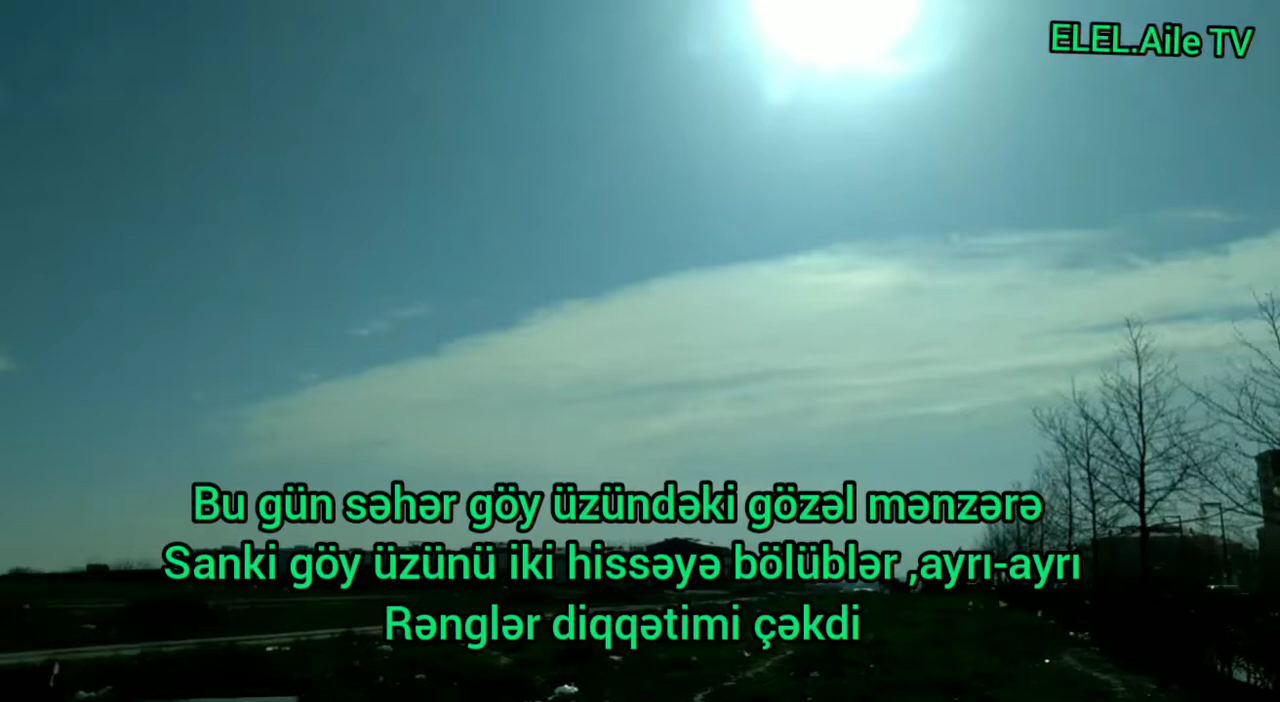 ELEL.Aile TV
Bu gün səhər göy üzündəki gözəl mənzərə
Sanki göy üzünü iki hissəyə bölüblər ,ayrı-ayrı
Rənglər diqqətimi çəkdi